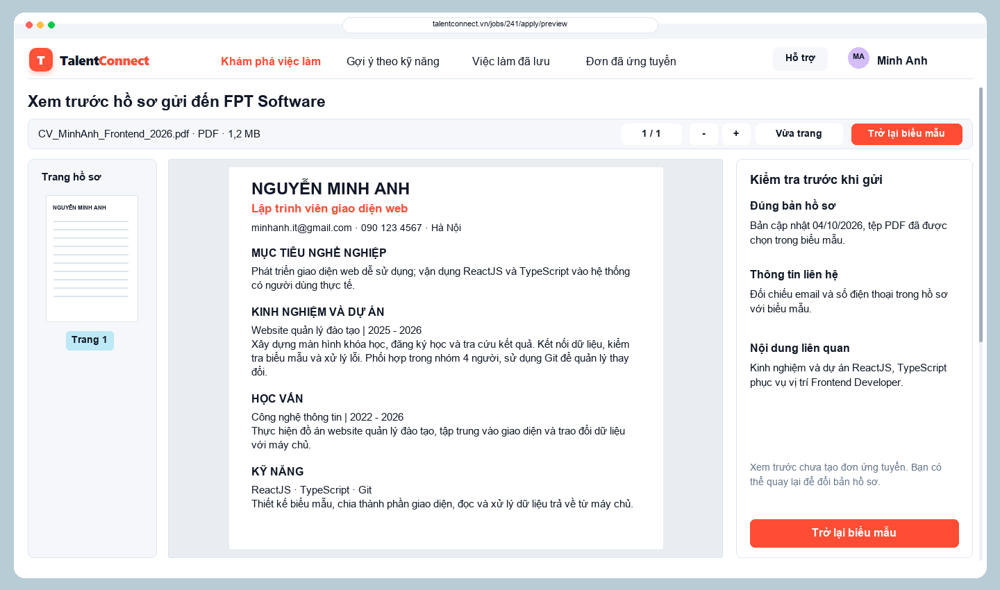 talentconnect.vn/jobs/241/apply/preview
T TalentConnect
Khám phá việc làm
Gợi ý theo kỹ năng
Việc làm đã lưu
Đơn đã ứng tuyển
Hỗ trợ
MA
Minh Anh
Xem trước hồ sơ gửi đến FPT Software
CV_MinhAnh_Frontend_2026.pdf · PDF · 1,2 MB
1 / 1
-
+
Vừa trang
Trở lại biểu mẫu
Trang hồ sơ
NGUYỄN MINH ANH
Trang 1
NGUYỄN MINH ANH
Lập trình viên giao diện web
minhanh.it@gmail.com · 090 123 4567 · Hà Nội
MỤC TIÊU NGHỀ NGHIỆP
Phát triển giao diện web dễ sử dụng; vận dụng ReactJS và TypeScript vào hệ thống
có người dùng thực tế.
KINH NGHIỆM VÀ DỰ ÁN
Website quản lý đào tạo | 2025 - 2026
Xây dựng màn hình khóa học, đăng ký học và tra cứu kết quả. Kết nối dữ liệu, kiểm
tra biểu mẫu và xử lý lỗi. Phối hợp trong nhóm 4 người, sử dụng Git để quản lý thay
đổi.
HỌC VẤN
Công nghệ thông tin | 2022 - 2026
Thực hiện đồ án website quản lý đào tạo, tập trung vào giao diện và trao đổi dữ liệu
với máy chủ.
KỸ NĂNG
ReactJS · TypeScript · Git
Thiết kế biểu mẫu, chia thành phần giao diện, đọc và xử lý dữ liệu trả về từ máy chủ.
Kiểm tra trước khi gửi
Đúng bản hồ sơ
Bản cập nhật 04/10/2026, tệp PDF đã được
chọn trong biểu mẫu.
Thông tin liên hệ
Đối chiếu email và số điện thoại trong hồ sơ
với biểu mẫu.
Nội dung liên quan
Kinh nghiệm và dự án ReactJS, TypeScript
phục vụ vị trí Frontend Developer.
Xem trước chưa tạo đơn ứng tuyển. Bạn có
thể quay lại để đổi bản hồ sơ.
Trở lại biểu mẫu